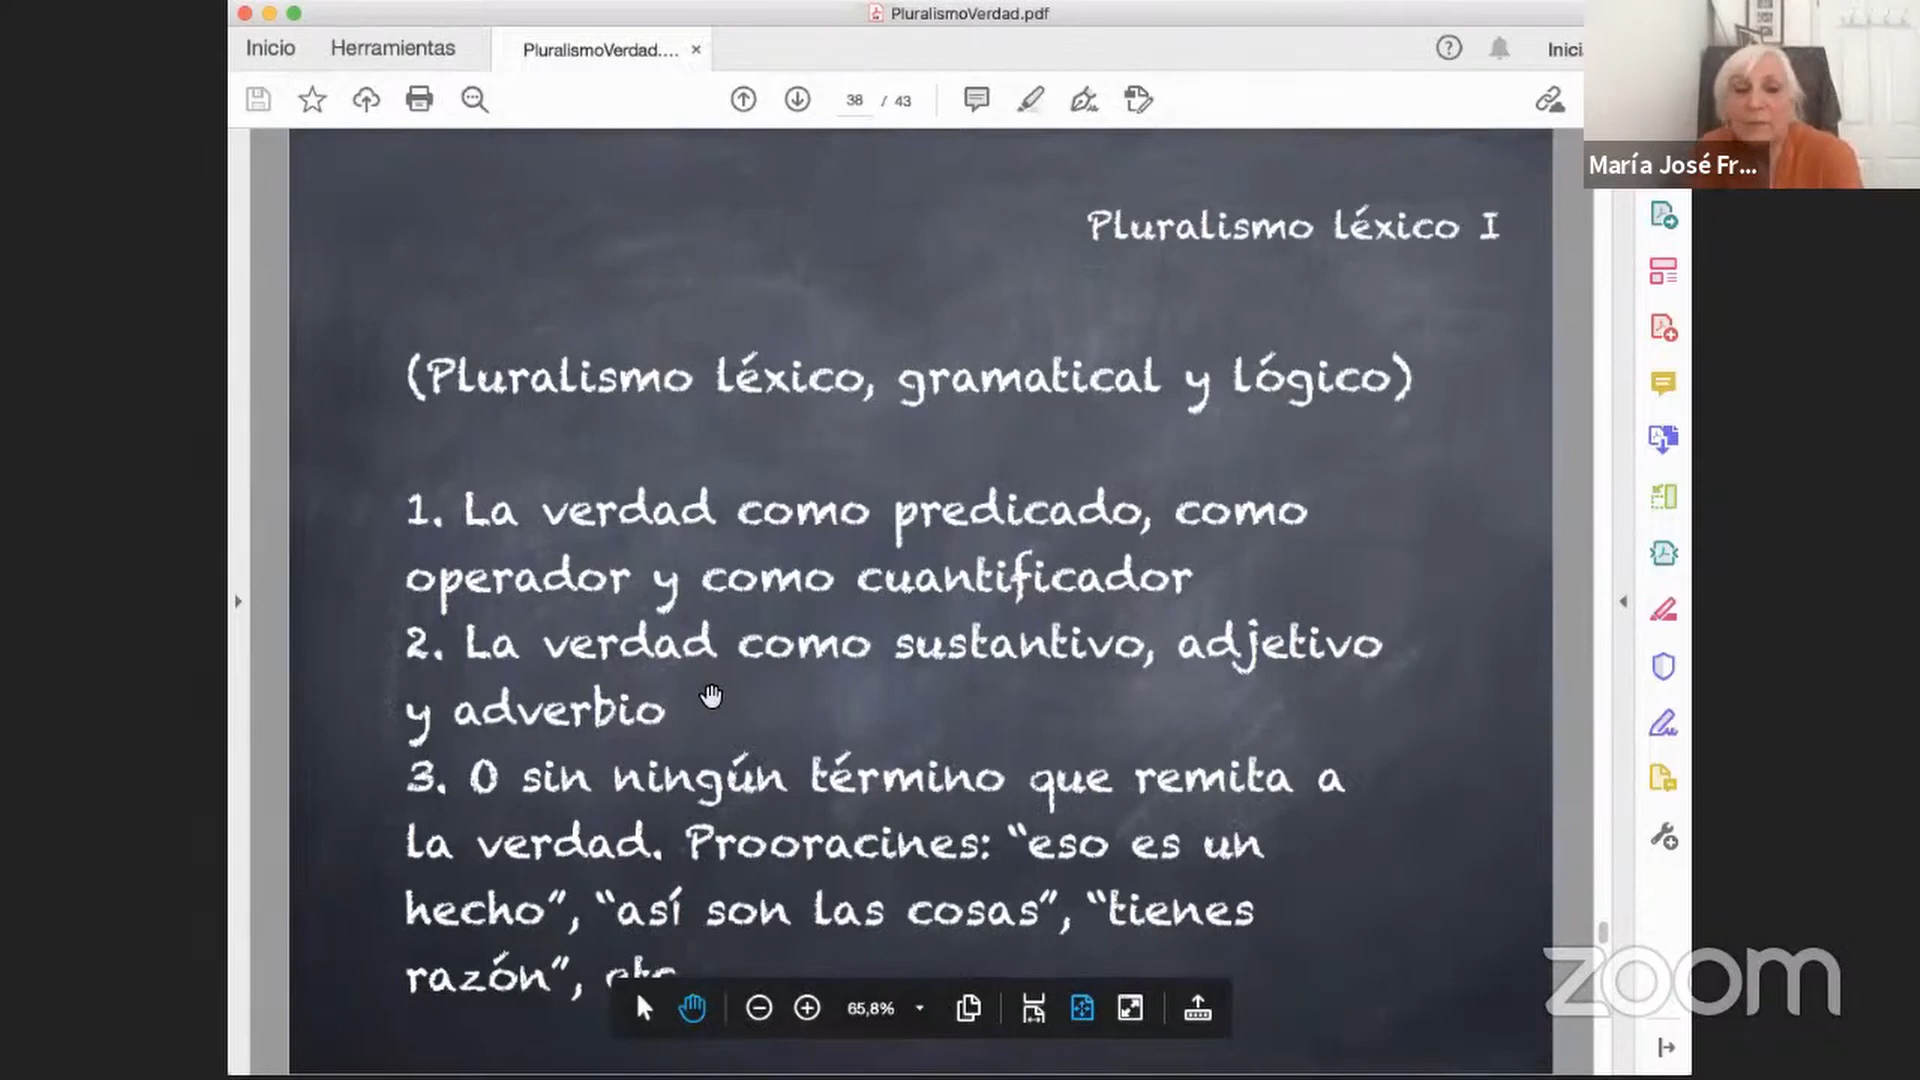 PluralismoVerdad.pdf
Inicio Herramientas PluralismoVerdad.... × Inici
38 / 43
María José Fr...
Pluralismo léxico I
(Pluralismo léxico, gramatical y lógico)
1. La verdad como predicado, como
operador y como cuantificador
2. La verdad como sustantivo, adjetivo
y adverbio
3. O sin ningún término que remita a
la verdad. Prooracines: “eso es un
hecho”, “así son las cosas”, “tienes
razón”, etc
65,8%
zoom